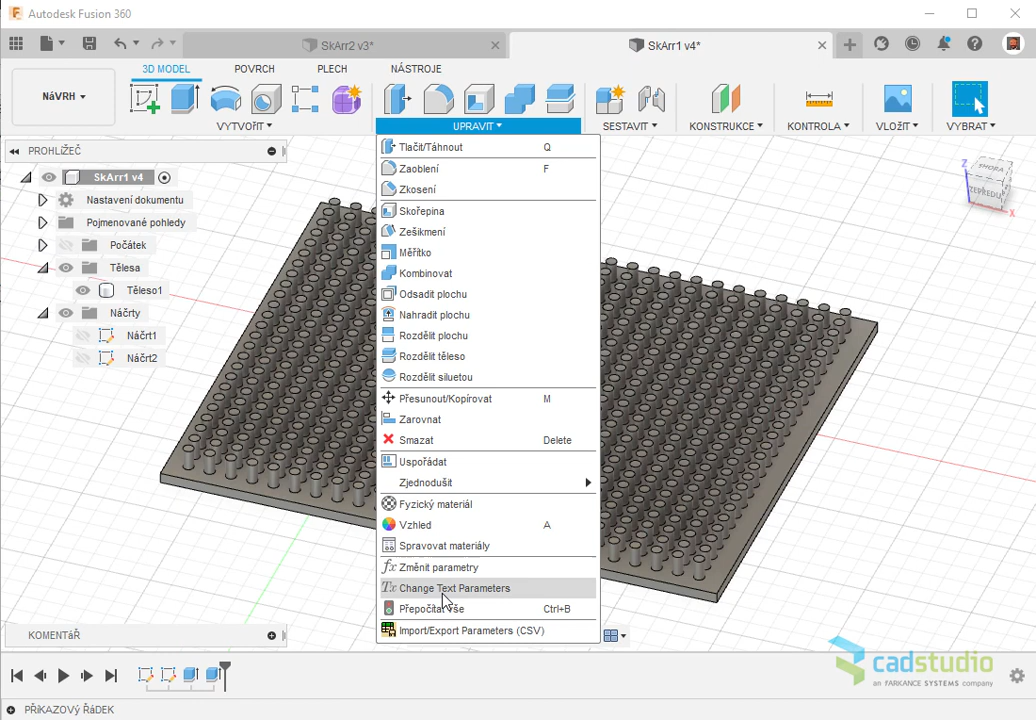 Autodesk Fusion 360
SkArr2 v3*
SkArr1 v4*
3D MODEL
POVRCH
PLECH
NÁSTROJE
NáVRH
VYTVOŘIT
UPRAVIT
SESTAVIT
KONSTRUKCE
KONTROLA
VLOŽIT
VYBRAT
PROHLÍŽEČ
SkArr1 v4
Nastavení dokumentu
Pojmenované pohledy
Počátek
Tělesa
Těleso1
Náčrty
Náčrt1
Náčrt2
Tlačit/Táhnout Q
Zaoblení F
Zkosení
Skořepina
Zešikmení
Měřítko
Kombinovat
Odsadit plochu
Nahradit plochu
Rozdělit plochu
Rozdělit těleso
Rozdělit siluetou
Přesunout/Kopírovat M
Zarovnat
Smazat Delete
Uspořádat
Zjednodušit
Fyzický materiál
Vzhled A
Spravovat materiály
fx Změnit parametry
Tx Change Text Parameters
Přepočítat vše Ctrl+B
Import/Export Parameters (CSV)
Z
SHORA
ZEPŘEDU
X
KOMENTáŘ
cadstudio
an FARKANCE SYSTEMS company
PŘíKAZOVý ŘáDEK